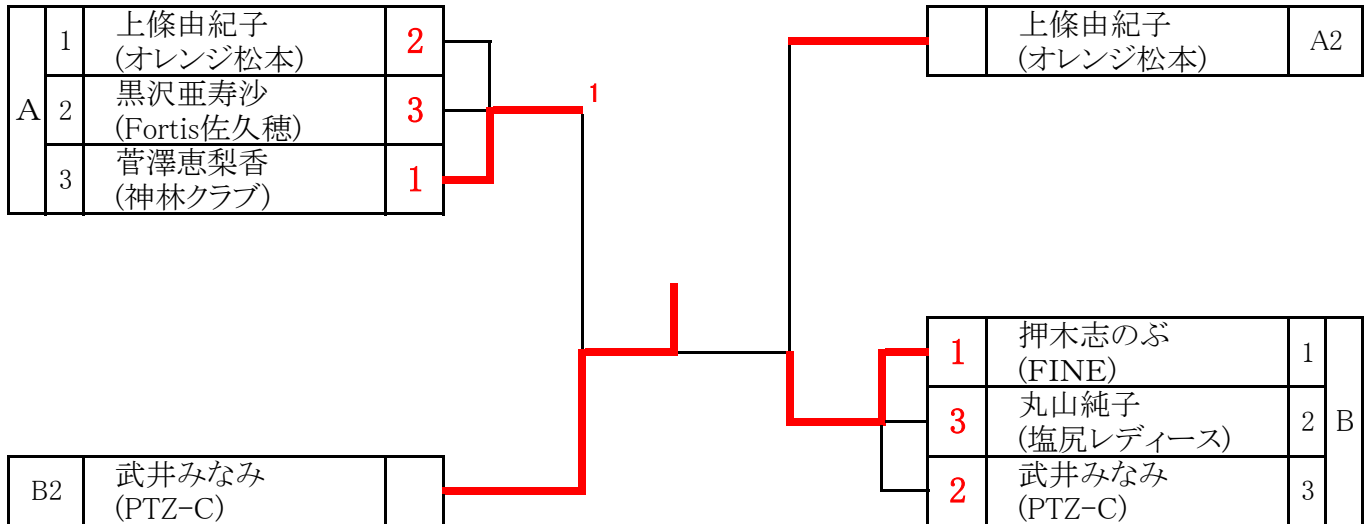 A
1
上條由紀子
(オレンジ松本)
2
2
黒沢亜寿沙
(Fortis佐久穂)
3
3
菅澤恵梨香
(神林クラブ)
1
1
上條由紀子
(オレンジ松本)
A2
B2
武井みなみ
(PTZ-C)
1
押木志のぶ
(FINE)
1
3
丸山純子
(塩尻レディース)
2
B
2
武井みなみ
(PTZ-C)
3